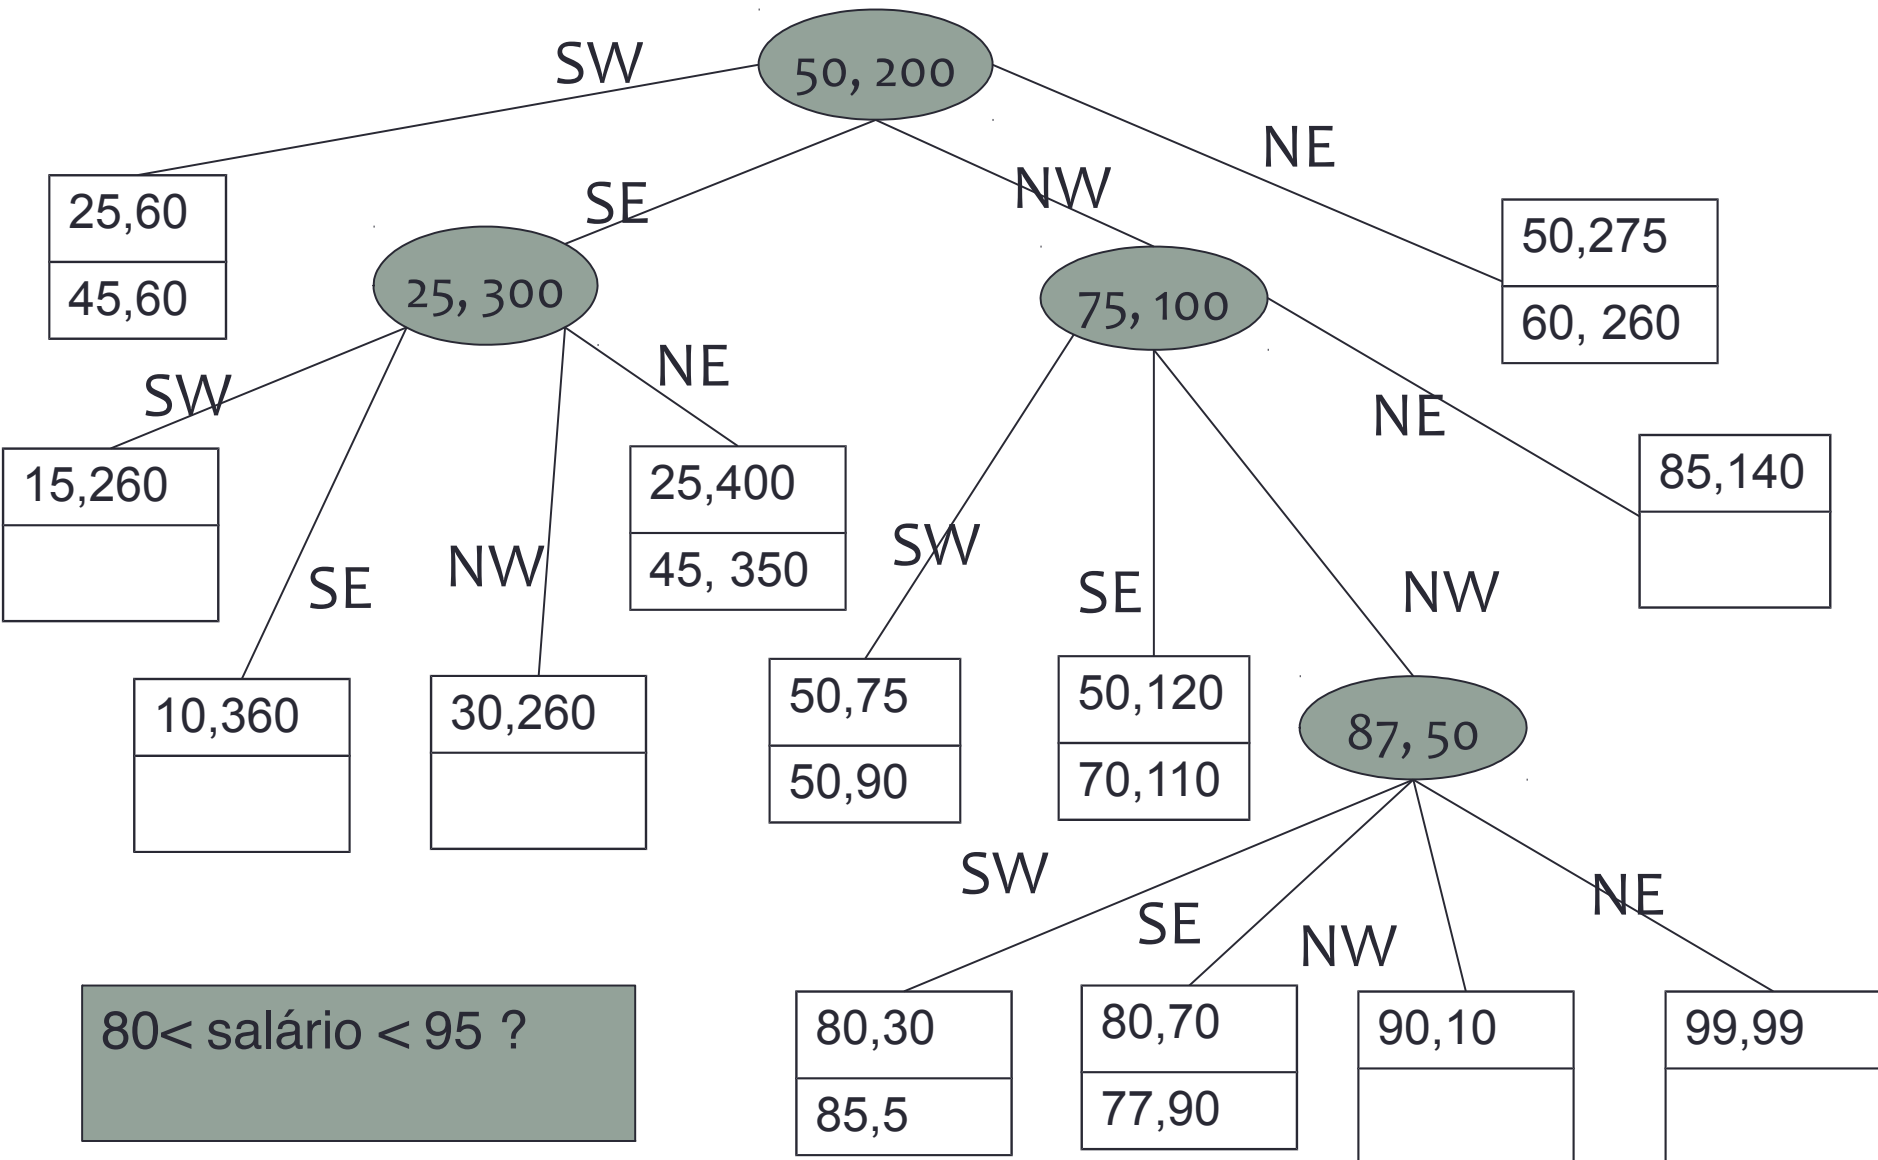 50, 200
SW
SE
NW
NE
25,60
45,60
25, 300
75, 100
50,275
60, 260
SW
SE
NW
NE
SW
SE
NW
NE
15,260
10,360
30,260
25,400
45, 350
50,75
50,90
50,120
70,110
87, 50
85,140
SW
SE
NW
NE
80,30
85,5
80,70
77,90
90,10
99,99
80< salário < 95 ?